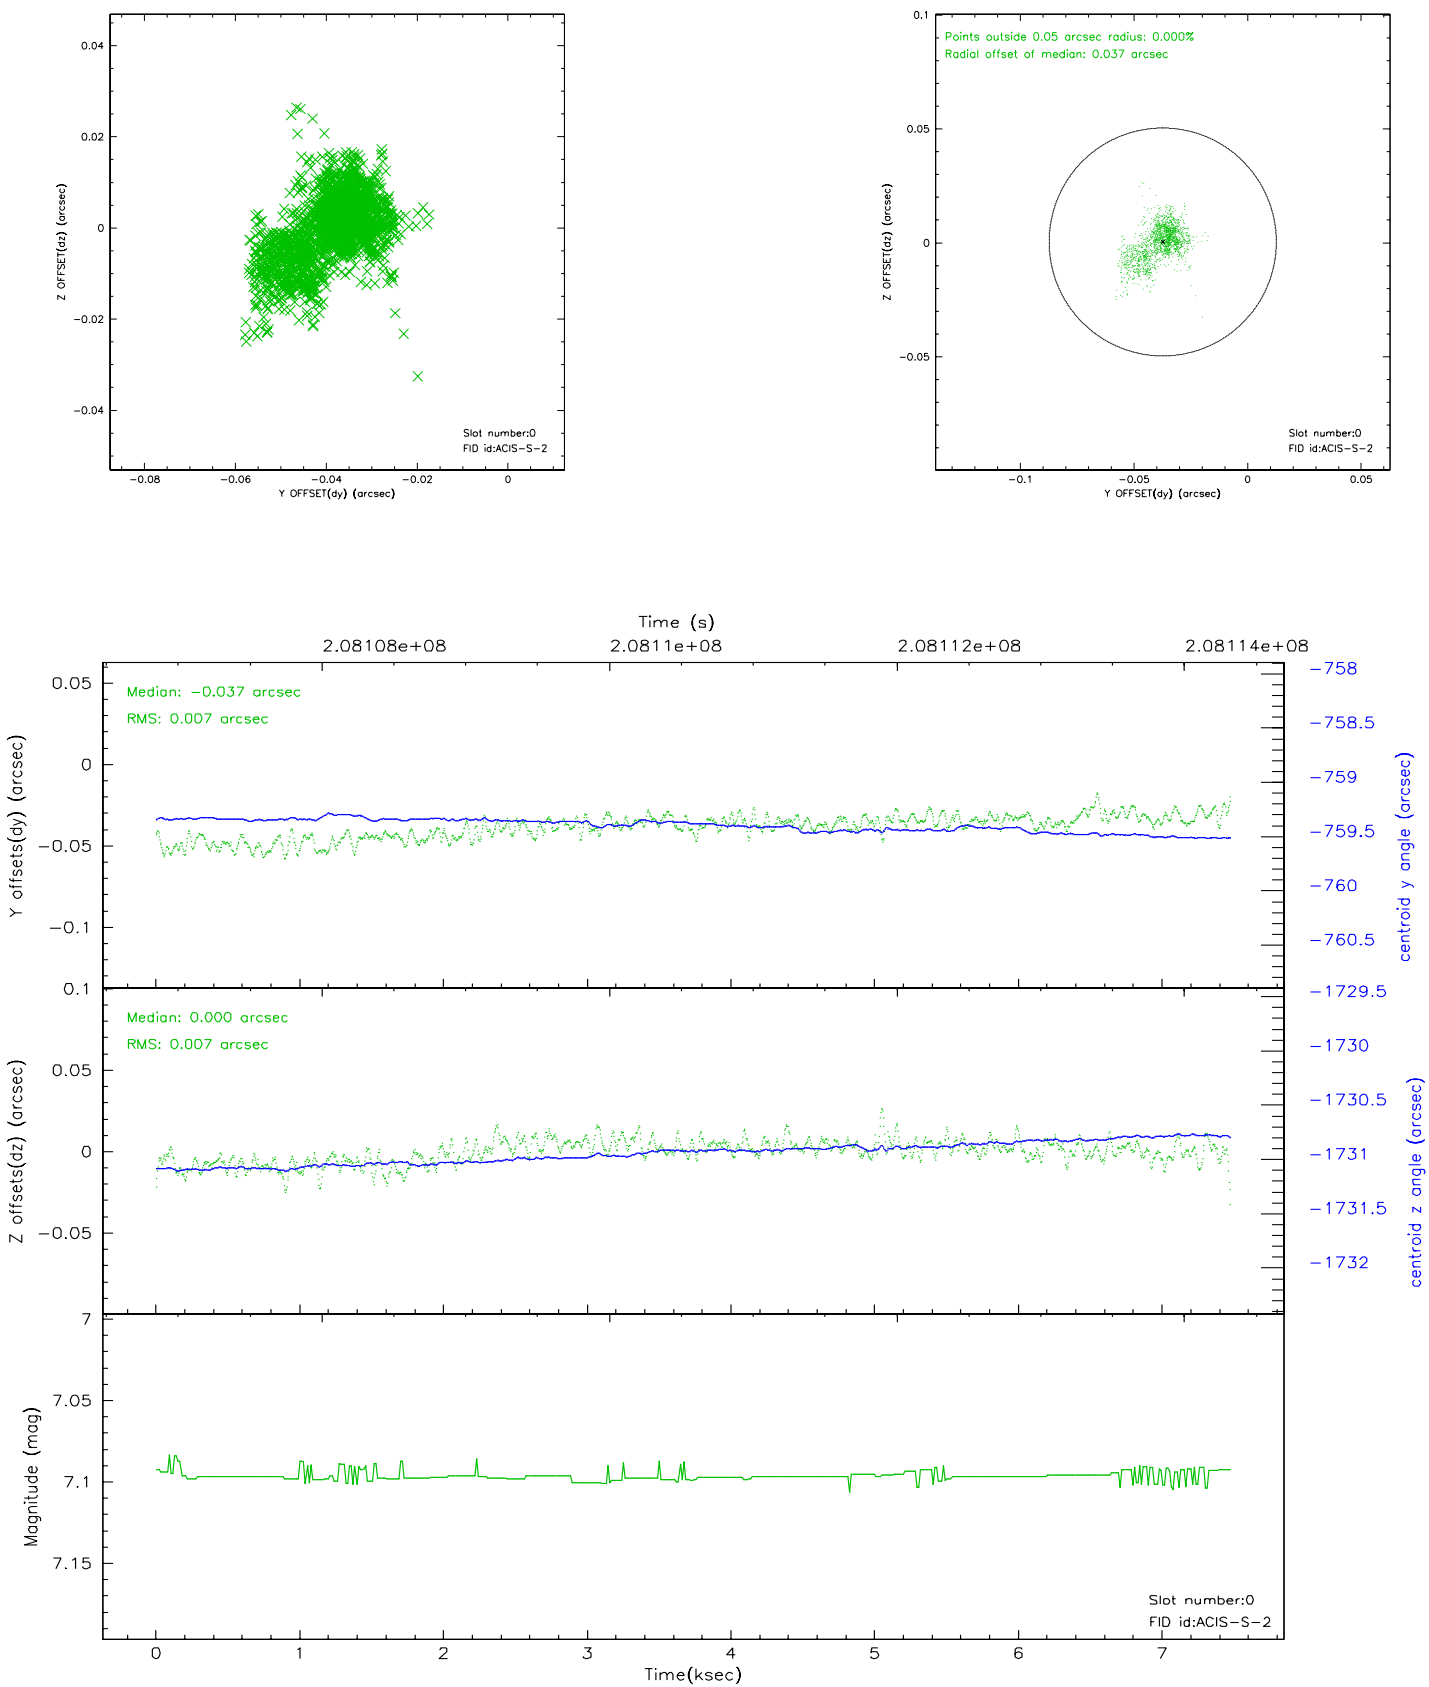 0.04
0.02
0
−0.02
−0.04
Z OFFSET(dz) (arcsec)
Slot number:0
FID id:ACIS−S−2
−0.08
−0.06
−0.04
−0.02
0
Y OFFSET(dy) (arcsec)
0.1
Points outside 0.05 arcsec radius: 0.000%
Radial offset of median: 0.037 arcsec
0.05
0
−0.05
Z OFFSET(dz) (arcsec)
Slot number:0
FID id:ACIS−S−2
−0.1
−0.05
0
0.05
Y OFFSET(dy) (arcsec)
Time (s)
2.08108e+08
2.0811e+08
2.08112e+08
2.08114e+08
Median: −0.037 arcsec
RMS: 0.007 arcsec
0.05
0
−0.05
−0.1
Y offsets(dy) (arcsec)
−758
−758.5
−759
−759.5
−760
−760.5
centroid y angle (arcsec)
Median: 0.000 arcsec
RMS: 0.007 arcsec
0.1
0.05
0
−0.05
Z offsets(dz) (arcsec)
−1729.5
−1730
−1730.5
−1731
−1731.5
−1732
centroid z angle (arcsec)
7
7.05
7.1
7.15
Magnitude (mag)
Slot number:0
FID id:ACIS−S−2
0
1
2
3
4
5
6
7
Time(ksec)